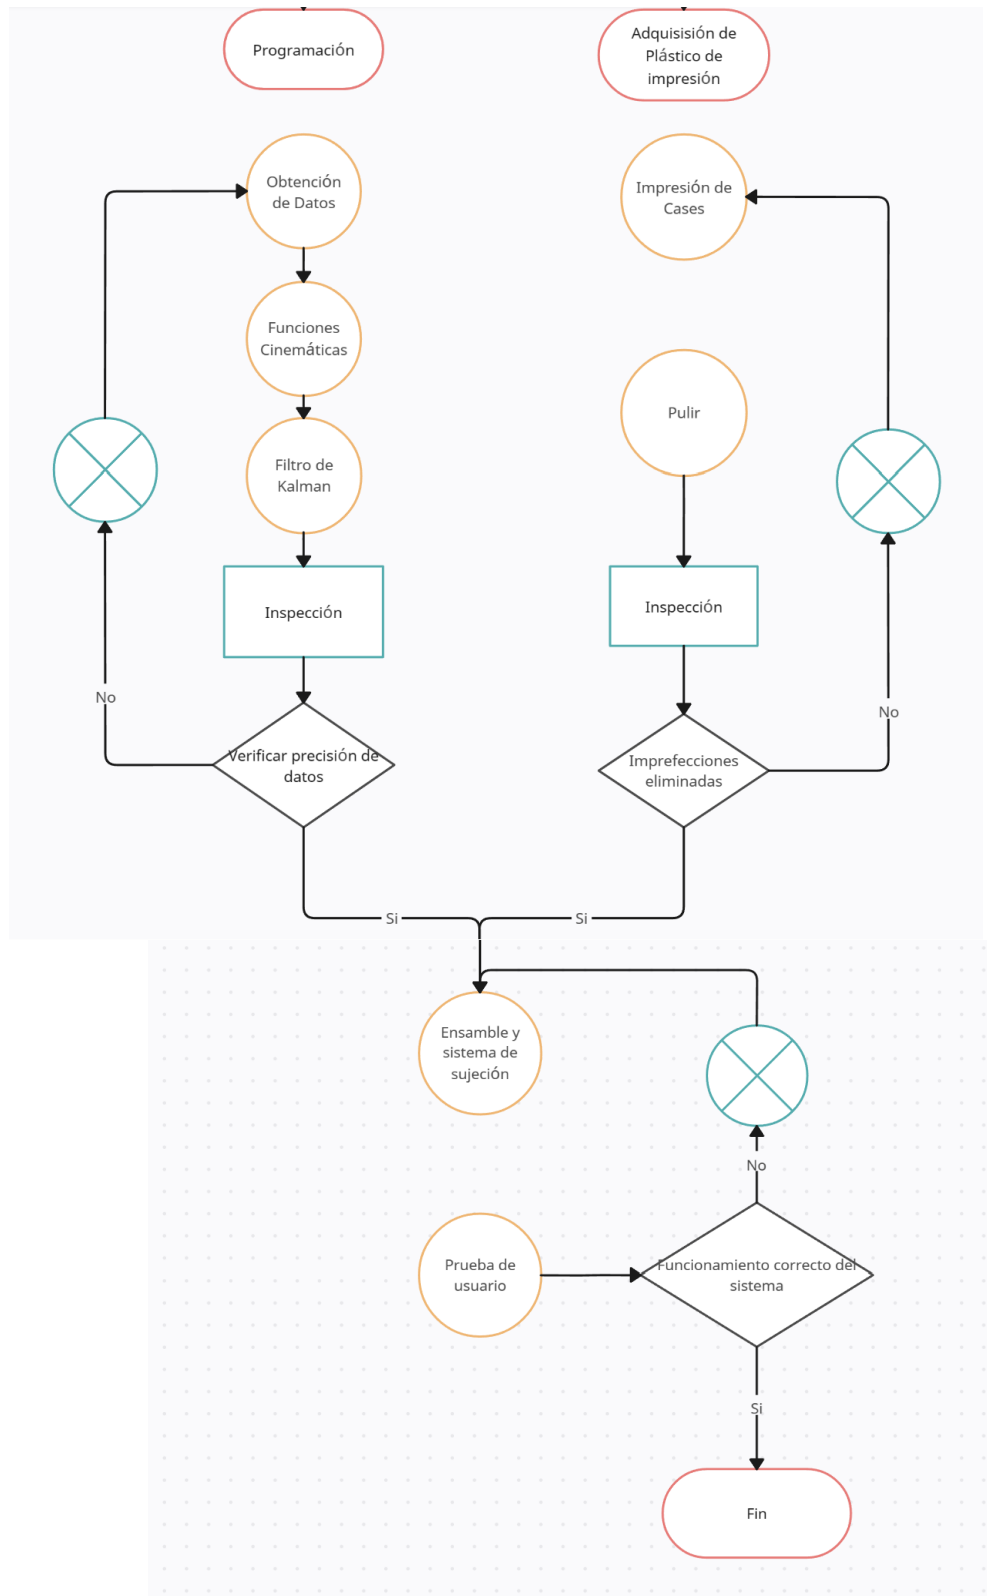 Programación
Adquisisión de
Plástico de
impresión
Obtención
de Datos
Impresión de
Cases
Funciones
Cinemáticas
Pulir
Filtro de
Kalman
Inspección
Inspección
No
No
Verificar precisión de
datos
Imprefecciones
eliminadas
Si
Si
Ensamble y
sistema de
sujeción
No
Prueba de
usuario
Funcionamiento correcto del
sistema
Si
Fin